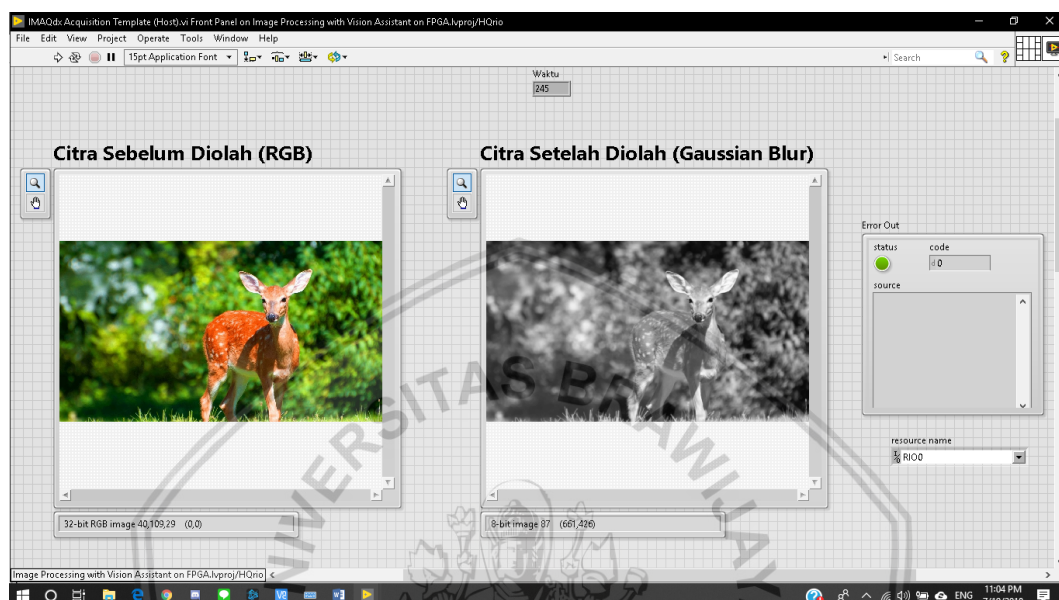 IMAQdx Acquisition Template (Host).vi Front Panel on Image Processing with Vision Assistant on FPGA.lvproj/HQrio
File Edit View Project Operate Tools Window Help
15pt Application Font
Search
Waktu
245
Citra Sebelum Diolah (RGB)
Citra Setelah Diolah (Gaussian Blur)
Error Out
status code
d 0
source
resource name
RIO0
32-bit RGB image 40,109,29 (0,0)
8-bit image 87 (661,426)
UNIVERSITAS BRAWIJAYA
Image Processing with Vision Assistant on FPGA.lvproj/HQrio
ENG
11:04 PM